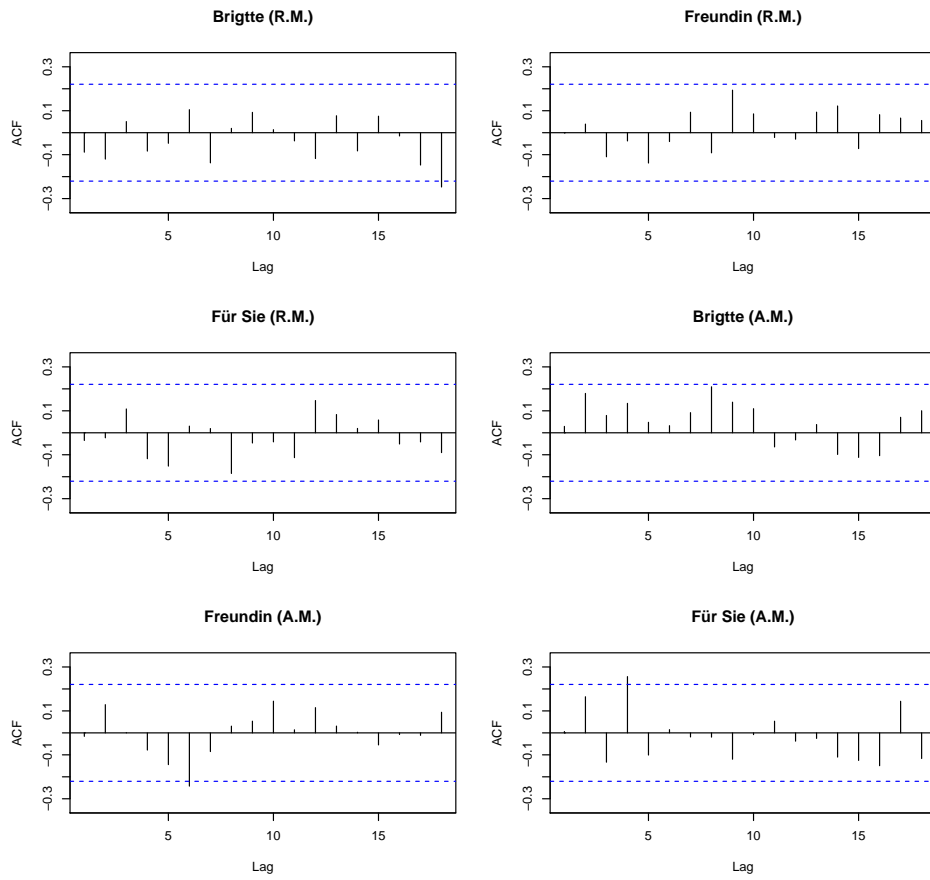 Brigtte (R.M.)
ACF
0.3
0.1
−0.1
−0.3
5
10
15
Lag
Freundin (R.M.)
ACF
0.3
0.1
−0.1
−0.3
5
10
15
Lag
Für Sie (R.M.)
ACF
0.3
0.1
−0.1
−0.3
5
10
15
Lag
Brigtte (A.M.)
ACF
0.3
0.1
−0.1
−0.3
5
10
15
Lag
Freundin (A.M.)
ACF
0.3
0.1
−0.1
−0.3
5
10
15
Lag
Für Sie (A.M.)
ACF
0.3
0.1
−0.1
−0.3
5
10
15
Lag